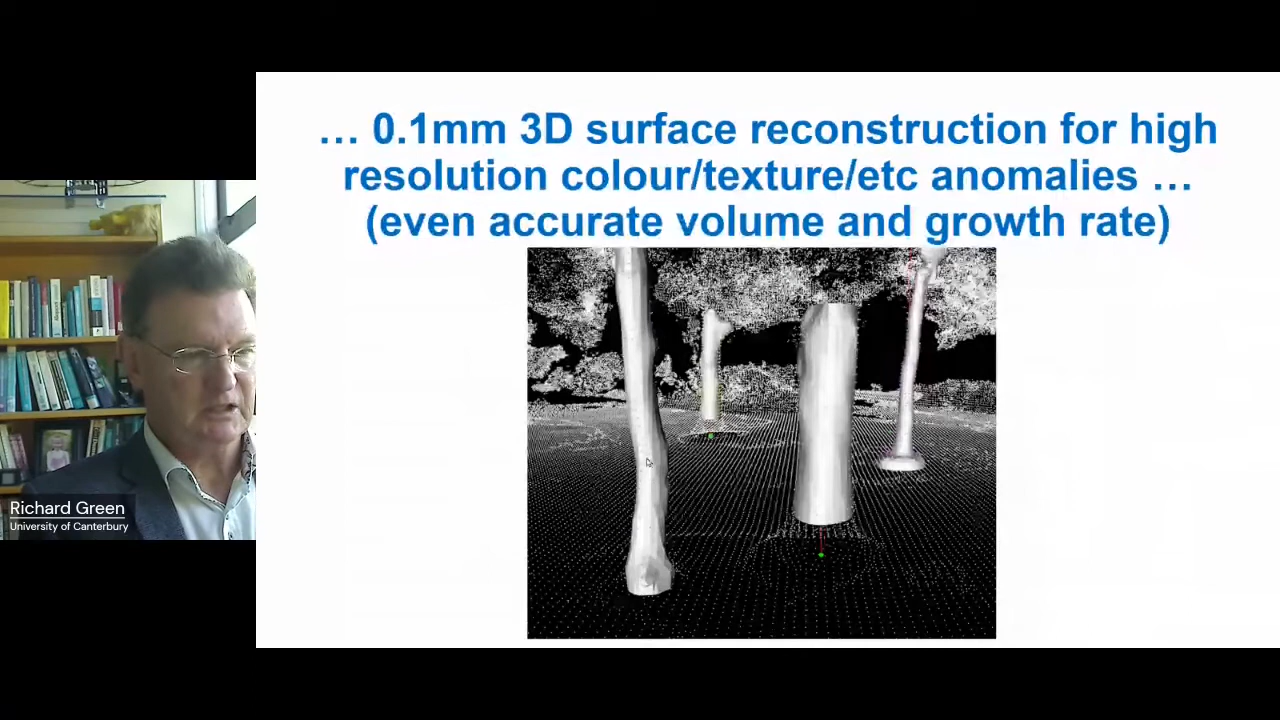 … 0.1mm 3D surface reconstruction for high
resolution colour/texture/etc anomalies …
(even accurate volume and growth rate)
Richard Green
University of Canterbury